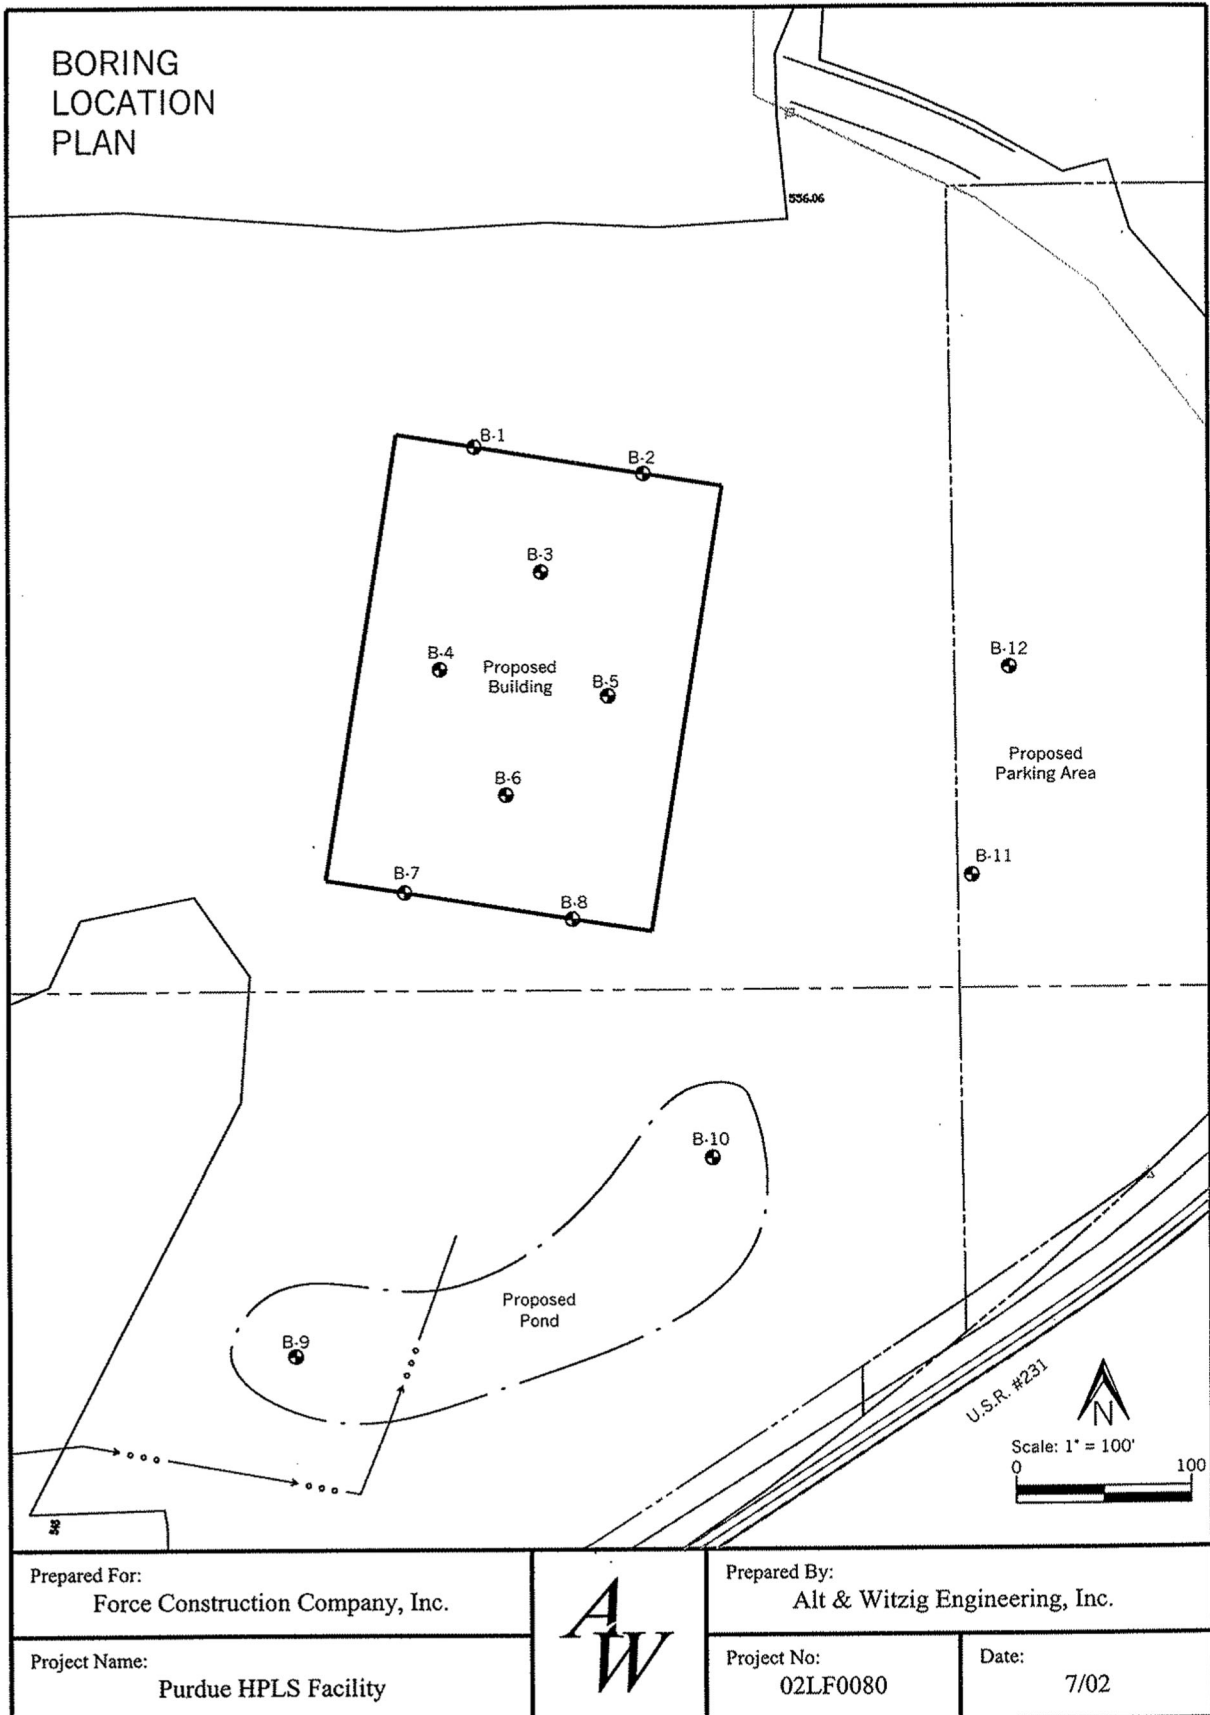 BORING
LOCATION
PLAN
556.06
B-1
B-2
B-3
B-4
Proposed
Building
B-5
B-6
B-7
B-8
B-12
Proposed
Parking Area
B-11
B-10
Proposed
Pond
B-9
U.S.R. #231
N
Scale: 1" = 100'
0 100
545
Prepared For:
Force Construction Company, Inc.
AW
Prepared By:
Alt & Witzig Engineering, Inc.
Project Name:
Purdue HPLS Facility
Project No:
02LF0080
Date:
7/02